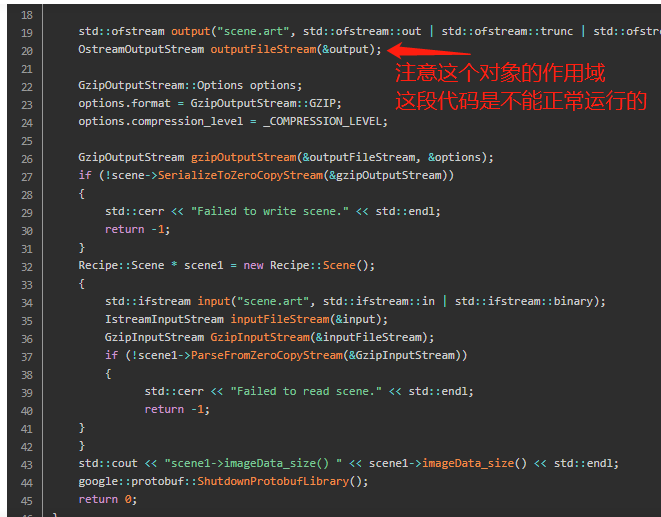 18
19 std::ofstream output("scene.art", std::ofstream::out | std::ofstream::trunc | std::ofstre
20 OstreamOutputStream outputFileStream(&output);
注意这个对象的作用域
21
22 GzipOutputStream::Options options;
这段代码是不能正常运行的
23 options.format = GzipOutputStream::GZIP;
24 options.compression_level = _COMPRESSION_LEVEL;
25
26 GzipOutputStream gzipOutputStream(&outputFileStream, &options);
27 if (!scene->SerializeToZeroCopyStream(&gzipOutputStream))
28 {
29 std::cerr << "Failed to write scene." << std::endl;
30 return -1;
31 }
32 Recipe::Scene * scene1 = new Recipe::Scene();
33 {
34 std::ifstream input("scene.art", std::ifstream::in | std::ifstream::binary);
35 IstreamInputStream inputFileStream(&input);
36 GzipInputStream GzipInputStream(&inputFileStream);
37 if (!scene1->ParseFromZeroCopyStream(&GzipInputStream))
38 {
39 std::cerr << "Failed to read scene." << std::endl;
40 return -1;
41 }
42 }
43 std::cout << "scene1->imageData_size() " << scene1->imageData_size() << std::endl;
44 google::protobuf::ShutdownProtobufLibrary();
45 return 0;